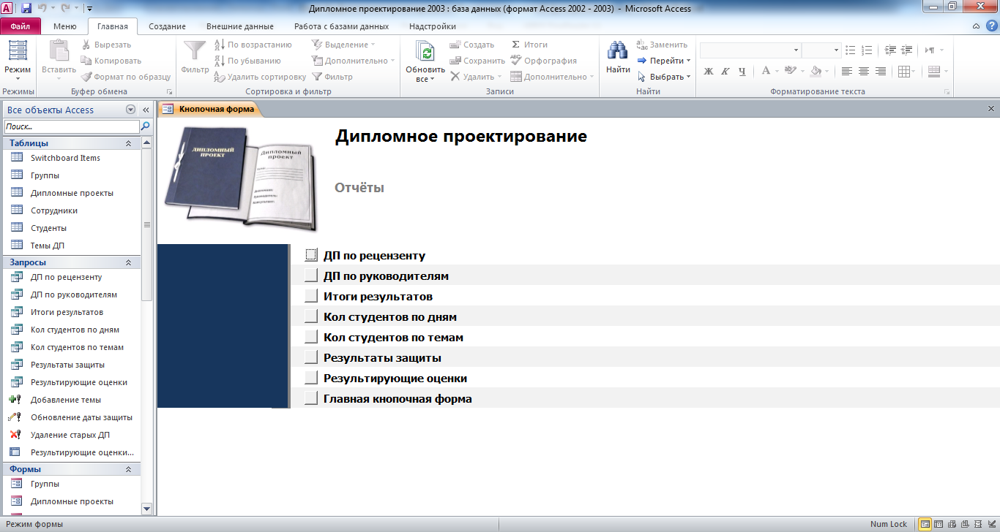 Дипломное проектирование 2003 : база данных (формат Access 2002 - 2003) - Microsoft Access
Файл Меню Главная Создание Внешние данные Работа с базами данных Надстройки
Режим
Режимы
Вставить
Вырезать
Копировать
Формат по образцу
Буфер обмена
Фильтр
По возрастанию
По убыванию
Удалить сортировку
Выделение
Дополнительно
Фильтр
Сортировка и фильтр
Обновить
все
Создать
Сохранить
Удалить
Итоги
Орфография
Дополнительно
Записи
Найти
Заменить
Перейти
Выбрать
Найти
Ж К Ч A
Форматирование текста
Все объекты Access
Поиск...
Таблицы
Switchboard Items
Группы
Дипломные проекты
Сотрудники
Студенты
Темы ДП
Запросы
ДП по рецензенту
ДП по руководителям
Итоги результатов
Кол студентов по дням
Кол студентов по темам
Результаты защиты
Результирующие оценки
Добавление темы
Обновление даты защиты
Удаление старых ДП
Результирующие оценки...
Формы
Группы
Дипломные проекты
Кнопочная форма
ДИПЛОМНЫЙ
ПРОЕКТ
Дипломный
проект
Дипломное проектирование
Отчёты
ДП по рецензенту
ДП по руководителям
Итоги результатов
Кол студентов по дням
Кол студентов по темам
Результаты защиты
Результирующие оценки
Главная кнопочная форма
Режим формы
Num Lock